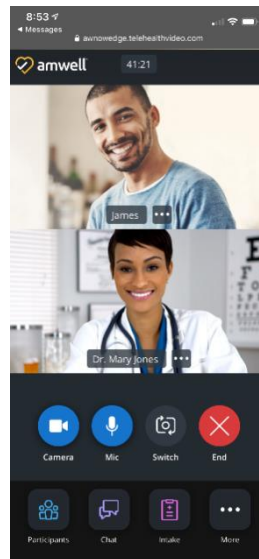 8:53
Messages
awnowedge.telehealthvideo.com
amwell
41:21
James
Dr. Mary Jones
Camera Mic Switch End
Participants Chat Intake More